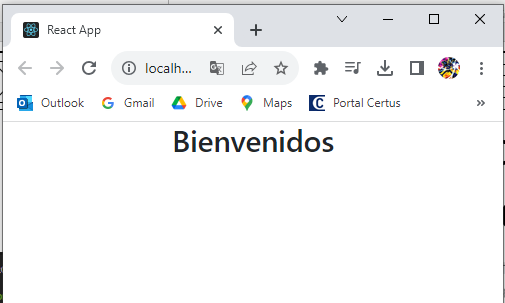 React App
localh...
Outlook Gmail Drive Maps Portal Certus »
Bienvenidos